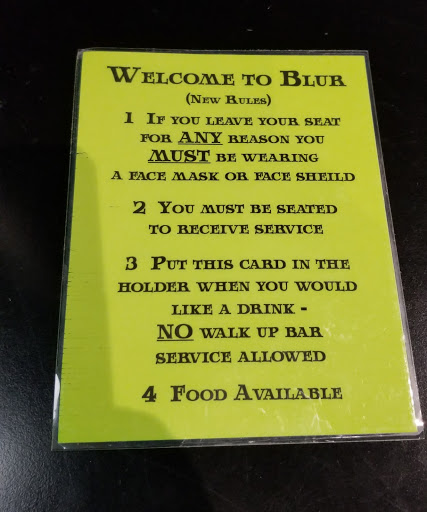 Welcome to Blur
(New Rules)
1 If you leave your seat
for ANY reason you
MUST be wearing
a face mask or face sheild
2 You must be seated
to receive service
3 Put this card in the
holder when you would
like a drink -
NO walk up bar
service allowed
4 Food Available